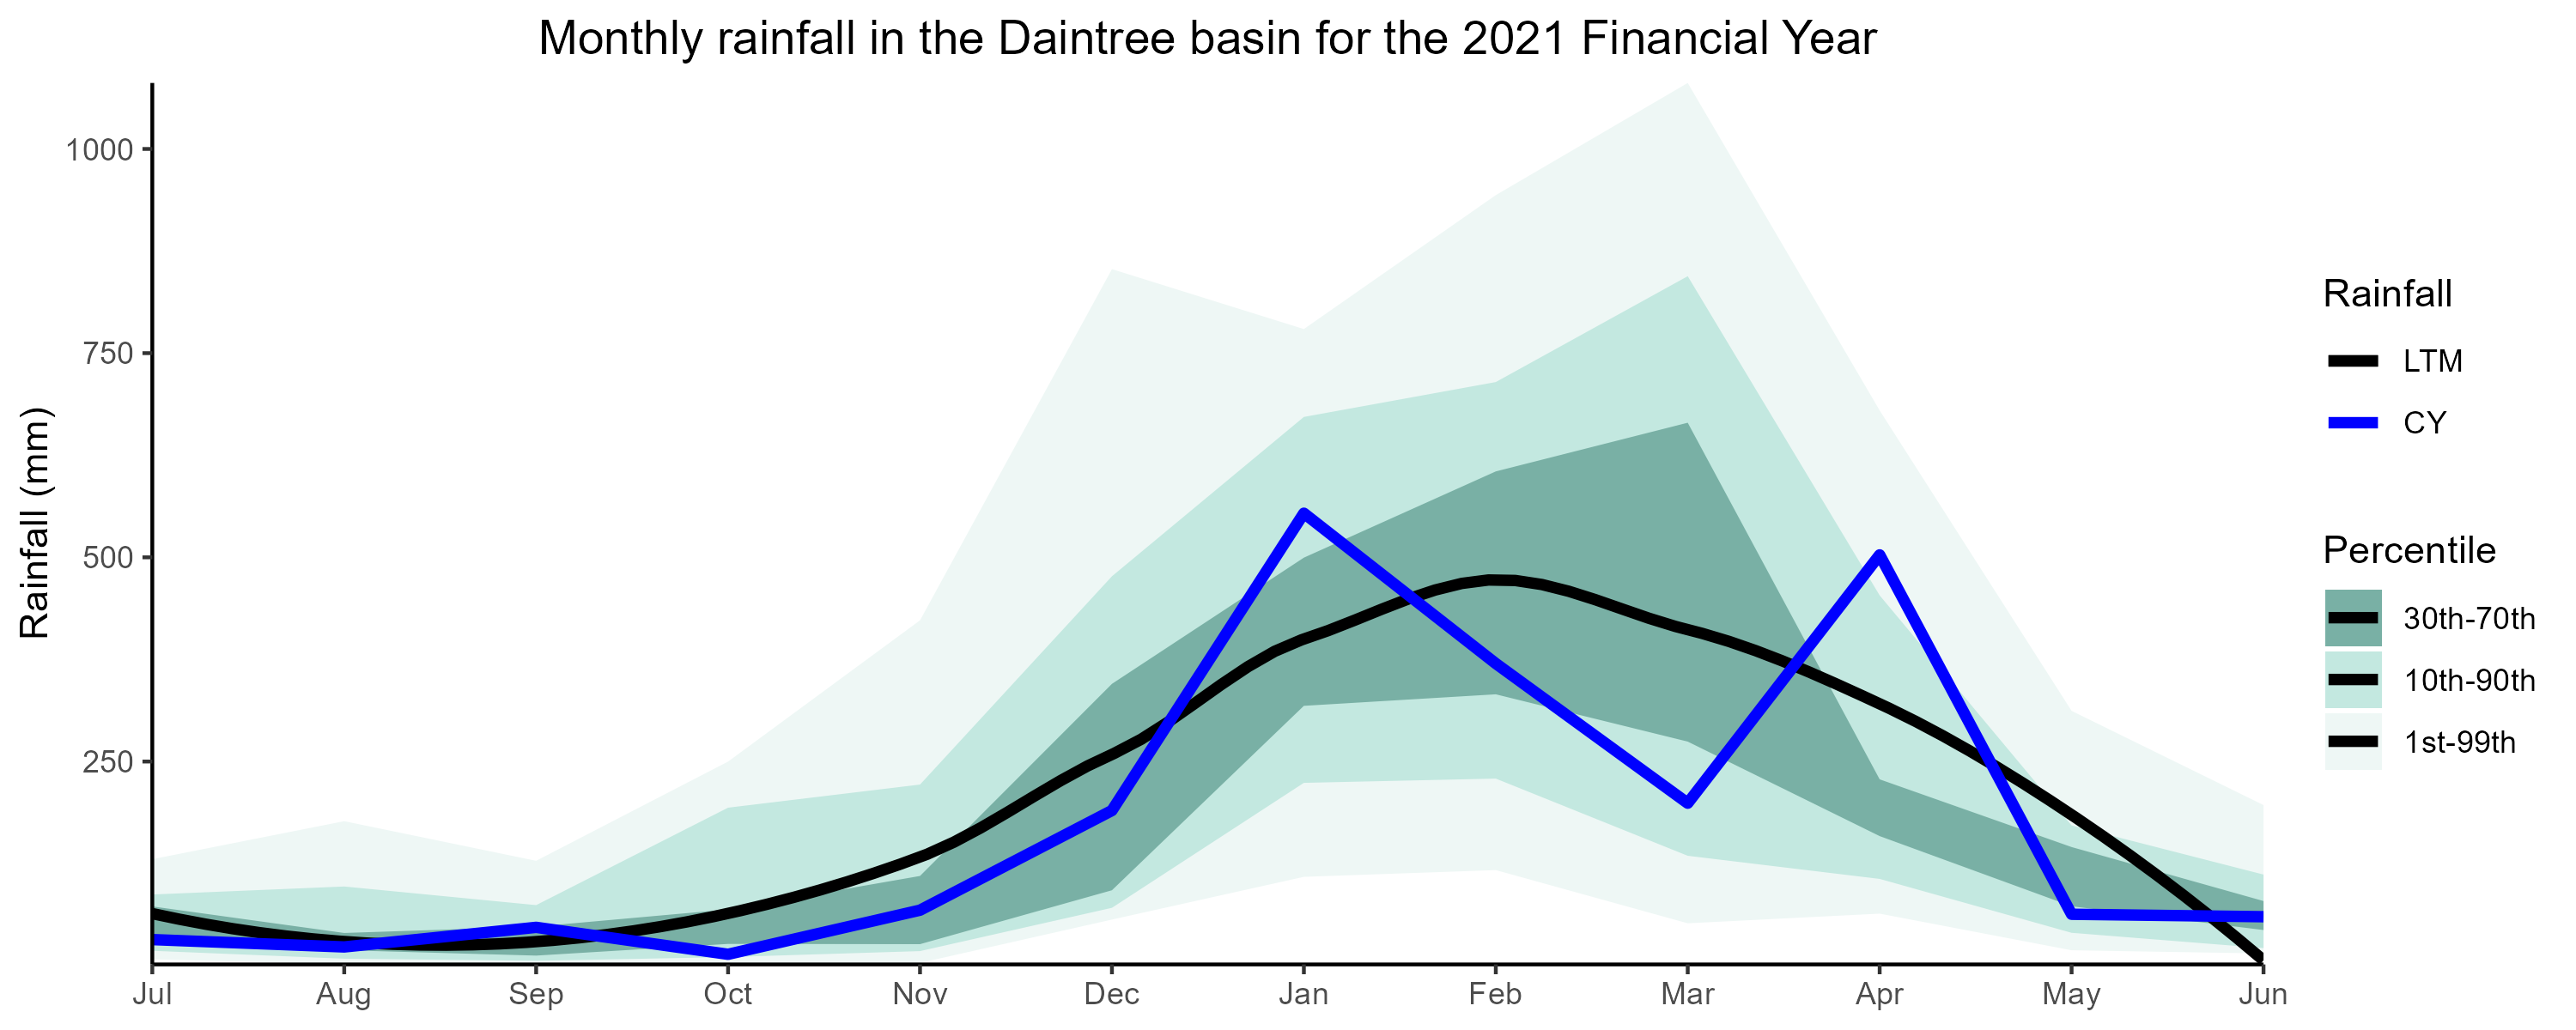 Monthly rainfall in the Daintree basin for the 2021 Financial Year
Rainfall (mm)
1000
750
500
250
Jul Aug Sep Oct Nov Dec Jan Feb Mar Apr May Jun
Rainfall
LTM
CY
Percentile
30th-70th
10th-90th
1st-99th